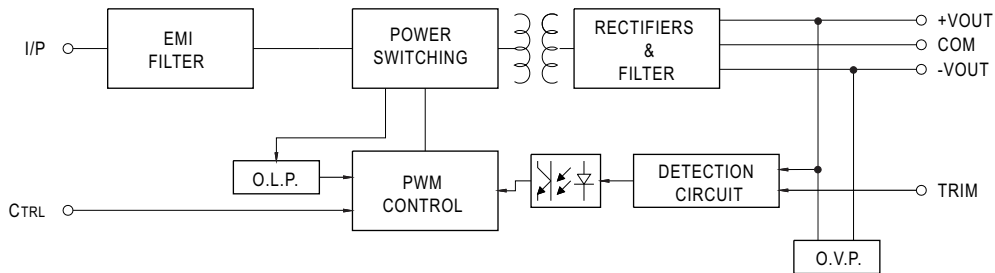 I/P
EMI
FILTER
POWER
SWITCHING
RECTIFIERS
&
FILTER
+VOUT
COM
-VOUT
O.L.P.
PWM
CONTROL
DETECTION
CIRCUIT
TRIM
CTRL
O.V.P.